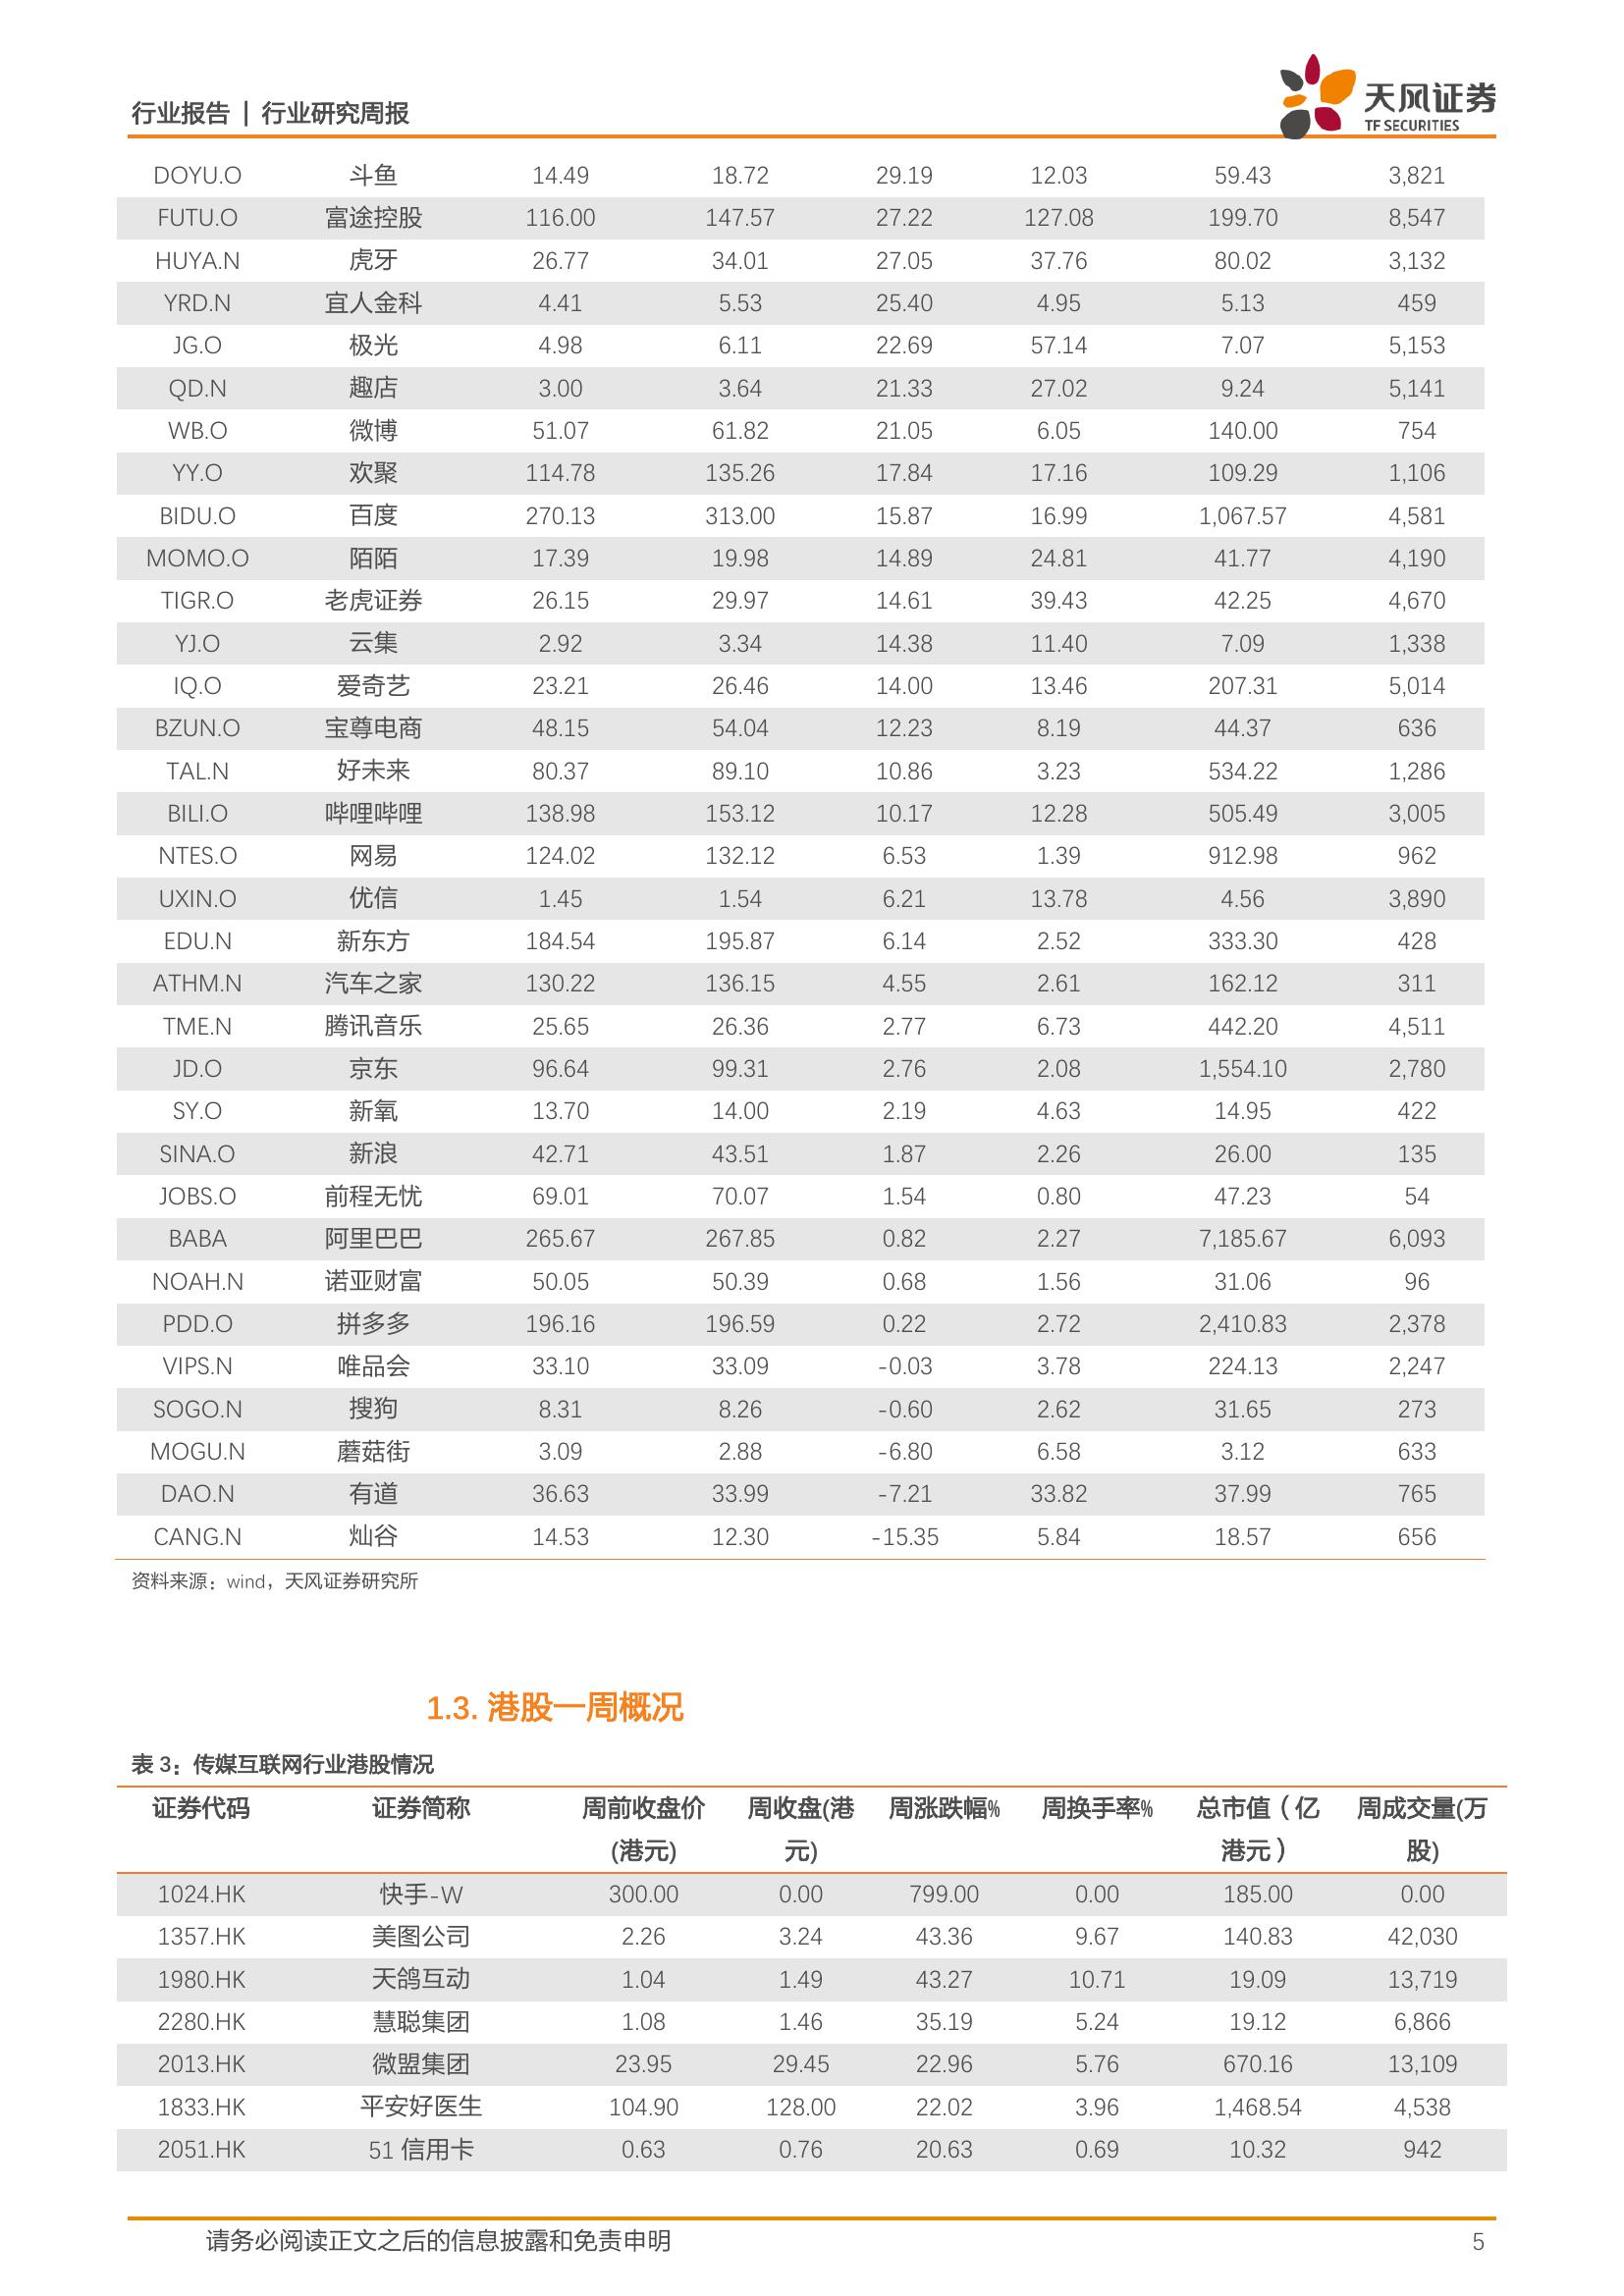 行业报告 | 行业研究周报
天风证券
TF SECURITIES
DOYU.O 斗鱼 14.49 18.72 29.19 12.03 59.43 3,821
FUTU.O 富途控股 116.00 147.57 27.22 127.08 199.70 8,547
HUYA.N 虎牙 26.77 34.01 27.05 37.76 80.02 3,132
YRD.N 宜人金科 4.41 5.53 25.40 4.95 5.13 459
JG.O 极光 4.98 6.11 22.69 57.14 7.07 5,153
QD.N 趣店 3.00 3.64 21.33 27.02 9.24 5,141
WB.O 微博 51.07 61.82 21.05 6.05 140.00 754
YY.O 欢聚 114.78 135.26 17.84 17.16 109.29 1,106
BIDU.O 百度 270.13 313.00 15.87 16.99 1,067.57 4,581
MOMO.O 陌陌 17.39 19.98 14.89 24.81 41.77 4,190
TIGR.O 老虎证券 26.15 29.97 14.61 39.43 42.25 4,670
YJ.O 云集 2.92 3.34 14.38 11.40 7.09 1,338
IQ.O 爱奇艺 23.21 26.46 14.00 13.46 207.31 5,014
BZUN.O 宝尊电商 48.15 54.04 12.23 8.19 44.37 636
TAL.N 好未来 80.37 89.10 10.86 3.23 534.22 1,286
BILI.O 哔哩哔哩 138.98 153.12 10.17 12.28 505.49 3,005
NTES.O 网易 124.02 132.12 6.53 1.39 912.98 962
UXIN.O 优信 1.45 1.54 6.21 13.78 4.56 3,890
EDU.N 新东方 184.54 195.87 6.14 2.52 333.30 428
ATHM.N 汽车之家 130.22 136.15 4.55 2.61 162.12 311
TME.N 腾讯音乐 25.65 26.36 2.77 6.73 442.20 4,511
JD.O 京东 96.64 99.31 2.76 2.08 1,554.10 2,780
SY.O 新氧 13.70 14.00 2.19 4.63 14.95 422
SINA.O 新浪 42.71 43.51 1.87 2.26 26.00 135
JOBS.O 前程无忧 69.01 70.07 1.54 0.80 47.23 54
BABA 阿里巴巴 265.67 267.85 0.82 2.27 7,185.67 6,093
NOAH.N 诺亚财富 50.05 50.39 0.68 1.56 31.06 96
PDD.O 拼多多 196.16 196.59 0.22 2.72 2,410.83 2,378
VIPS.N 唯品会 33.10 33.09 -0.03 3.78 224.13 2,247
SOGO.N 搜狗 8.31 8.26 -0.60 2.62 31.65 273
MOGU.N 蘑菇街 3.09 2.88 -6.80 6.58 3.12 633
DAO.N 有道 36.63 33.99 -7.21 33.82 37.99 765
CANG.N 灿谷 14.53 12.30 -15.35 5.84 18.57 656
资料来源：wind，天风证券研究所
1.3. 港股一周概况
表 3：传媒互联网行业港股情况
证券代码 证券简称 周前收盘价 周收盘(港 周涨跌幅% 周换手率% 总市值（亿 周成交量(万
(港元) 元) 港元） 股)
1024.HK 快手-W 300.00 0.00 799.00 0.00 185.00 0.00
1357.HK 美图公司 2.26 3.24 43.36 9.67 140.83 42,030
1980.HK 天鸽互动 1.04 1.49 43.27 10.71 19.09 13,719
2280.HK 慧聪集团 1.08 1.46 35.19 5.24 19.12 6,866
2013.HK 微盟集团 23.95 29.45 22.96 5.76 670.16 13,109
1833.HK 平安好医生 104.90 128.00 22.02 3.96 1,468.54 4,538
2051.HK 51 信用卡 0.63 0.76 20.63 0.69 10.32 942
请务必阅读正文之后的信息披露和免责申明 5